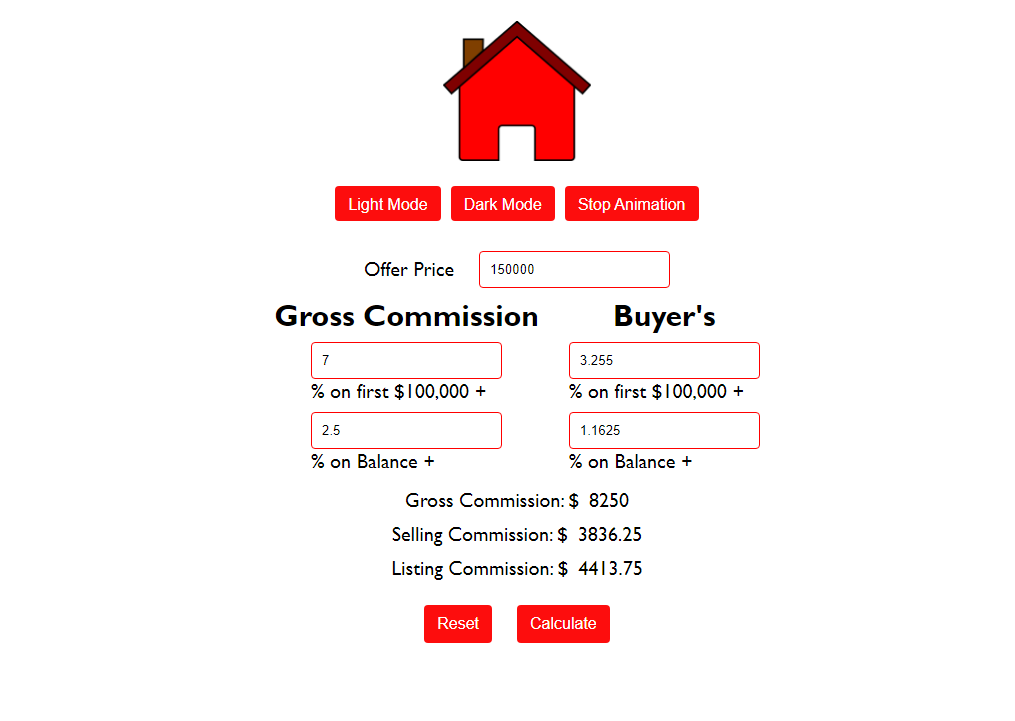 Light Mode Dark Mode Stop Animation
Offer Price 150000
Gross Commission Buyer's
7 3.255
% on first $100,000 + % on first $100,000 +
2.5 1.1625
% on Balance + % on Balance +
Gross Commission: $ 8250
Selling Commission: $ 3836.25
Listing Commission: $ 4413.75
Reset Calculate